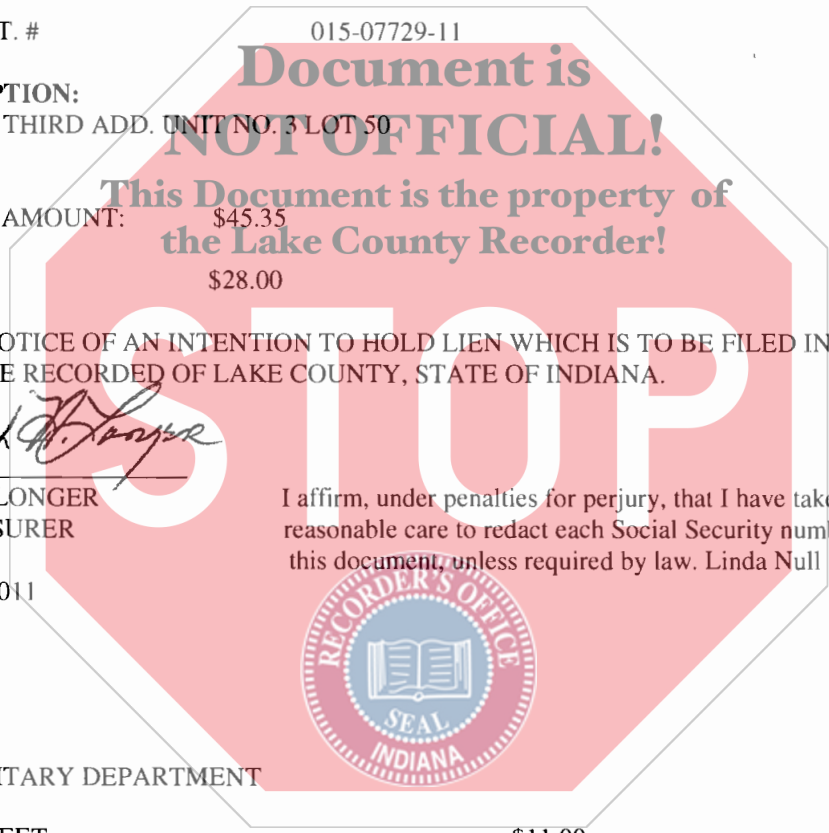 T. # 015-07729-11
Document is
PTION:
THIRD ADD. UNIT NO. 3 LOT 50
NOT OFFICIAL!
This Document is the property of
AMOUNT: $45.35
the Lake County Recorder!
$28.00
STOP
OTICE OF AN INTENTION TO HOLD LIEN WHICH IS TO BE FILED IN
E RECORDED OF LAKE COUNTY, STATE OF INDIANA.
LONGER I affirm, under penalties for perjury, that I have take
SURER reasonable care to redact each Social Security num
this document, unless required by law. Linda Null
011
RECORDER'S OFFICE
SEAL
INDIANA
ITARY DEPARTMENT
$11.00